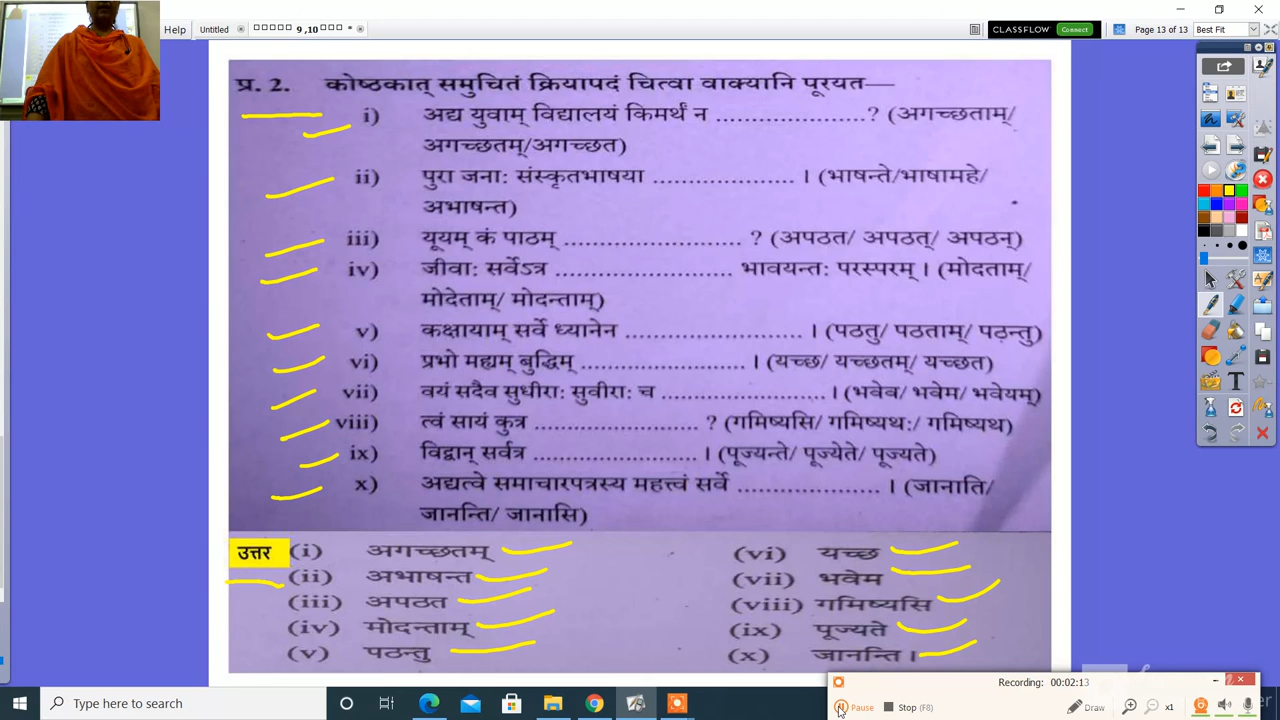 Help Untitled 9 ,10 * CLASSFLOW Connect Page 13 of 13 Best Fit
प्र. 2. कोष्ठकात् समुचितं क्रियापदं चित्वा वाक्यानि पूरयत—
i) अद्य युवाम् विद्यालयं किमर्थं न ....................? (अगच्छताम्/
अगच्छतम्/अगच्छत)
ii) पुरा जनाः संस्कृतभाषया ................... । (भाषन्ते/भाषामहे/
अभाषन्त)
iii) यूयम् कं पाठम् ........................ ? (अपठत/ अपठत्/ अपठन्)
iv) जीवाः सर्वेऽत्र ........................ भावयन्तः परस्परम् । (मोदताम्/
मोदेताम्/ मोदन्ताम्)
v) कक्षायाम् सर्वे ध्यानेन ........................ । (पठतु/ पठताम्/ पठन्तु)
vi) प्रभो मह्यम् बुद्धिम् ...................... । (यच्छ/ यच्छतम्/ यच्छत)
vii) वयं सदैव सुधीराः सुवीराः च ...................... । (भवेव/ भवेम/ भवेयम्)
viii) त्वं सायं कुत्र ...................... ? (गमिष्यसि/ गमिष्यथः/ गमिष्यथ)
ix) विद्वान् सर्वत्र ...................... । (पूज्यन्ते/ पूज्येते/ पूज्यते)
x) अद्यत्वे समाचारपत्रस्य महत्त्वं सर्वे ................... । (जानाति/
जानन्ति/ जानासि)
उत्तर (i) अगच्छतम् (vi) यच्छ
(ii) अभाषन्त (vii) भवेम
(iii) अपठत (viii) गमिष्यसि
(iv) मोदन्ताम् (ix) पूज्यते
(v) पठन्तु (x) जानन्ति ।
Recording: 00:02:13
Pause Stop (F8) Draw x1
Type here to search